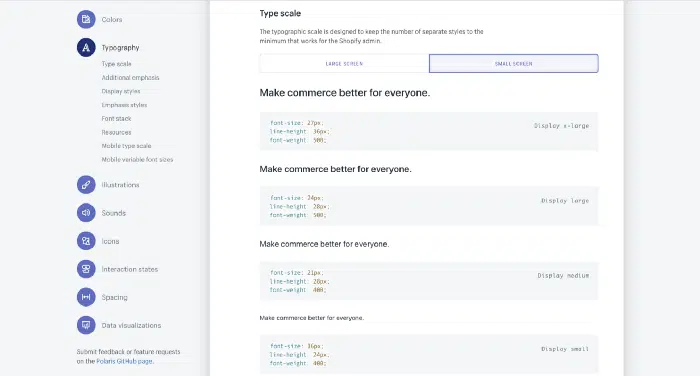 Colors
Typography
Type scale
Additional emphasis
Display styles
Emphasis styles
Font stack
Resources
Mobile type scale
Mobile variable font sizes
Illustrations
Sounds
Icons
Interaction states
Spacing
Data visualizations
Submit feedback or feature requests
on the Polaris GitHub page.
Type scale
The typographic scale is designed to keep the number of separate styles to the
minimum that works for the Shopify admin.
LARGE SCREEN
SMALL SCREEN
Make commerce better for everyone.
font-size: 27px;
line-height: 36px;
font-weight: 500;
Display x-large
Make commerce better for everyone.
font-size: 24px;
line-height: 28px;
font-weight: 500;
Display large
Make commerce better for everyone.
font-size: 21px;
line-height: 28px;
font-weight: 400;
Display medium
Make commerce better for everyone.
font-size: 16px;
line-height: 24px;
font-weight: 400;
Display small